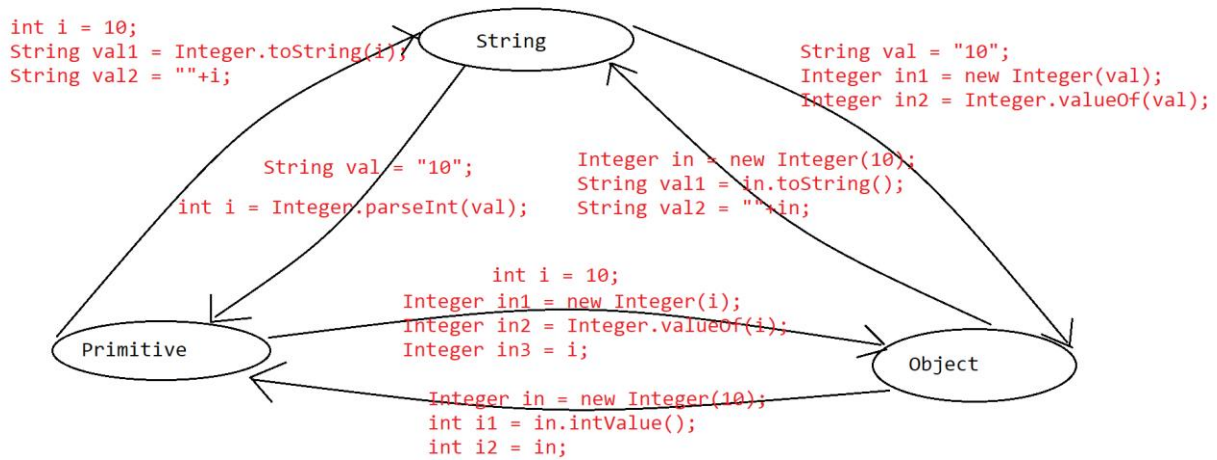 int i = 10;
String val1 = Integer.toString(i);
String val2 = ""+i;
String
String val = "10";
Integer in1 = new Integer(val);
Integer in2 = Integer.valueOf(val);
String val = "10";
int i = Integer.parseInt(val);
Integer in = new Integer(10);
String val1 = in.toString();
String val2 = ""+in;
int i = 10;
Integer in1 = new Integer(i);
Integer in2 = Integer.valueOf(i);
Integer in3 = i;
Primitive
Object
Integer in = new Integer(10);
int i1 = in.intValue();
int i2 = in;